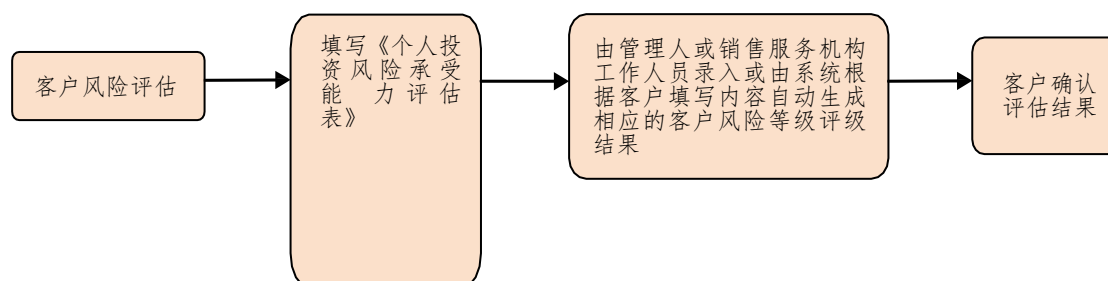 客户风险评估
填写《个人投
资风险承受
能力评估
表》
由管理人或销售服务机构
工作人员录入或由系统根
据客户填写内容自动生成
相应的客户风险等级评级
结果
客户确认
评估结果